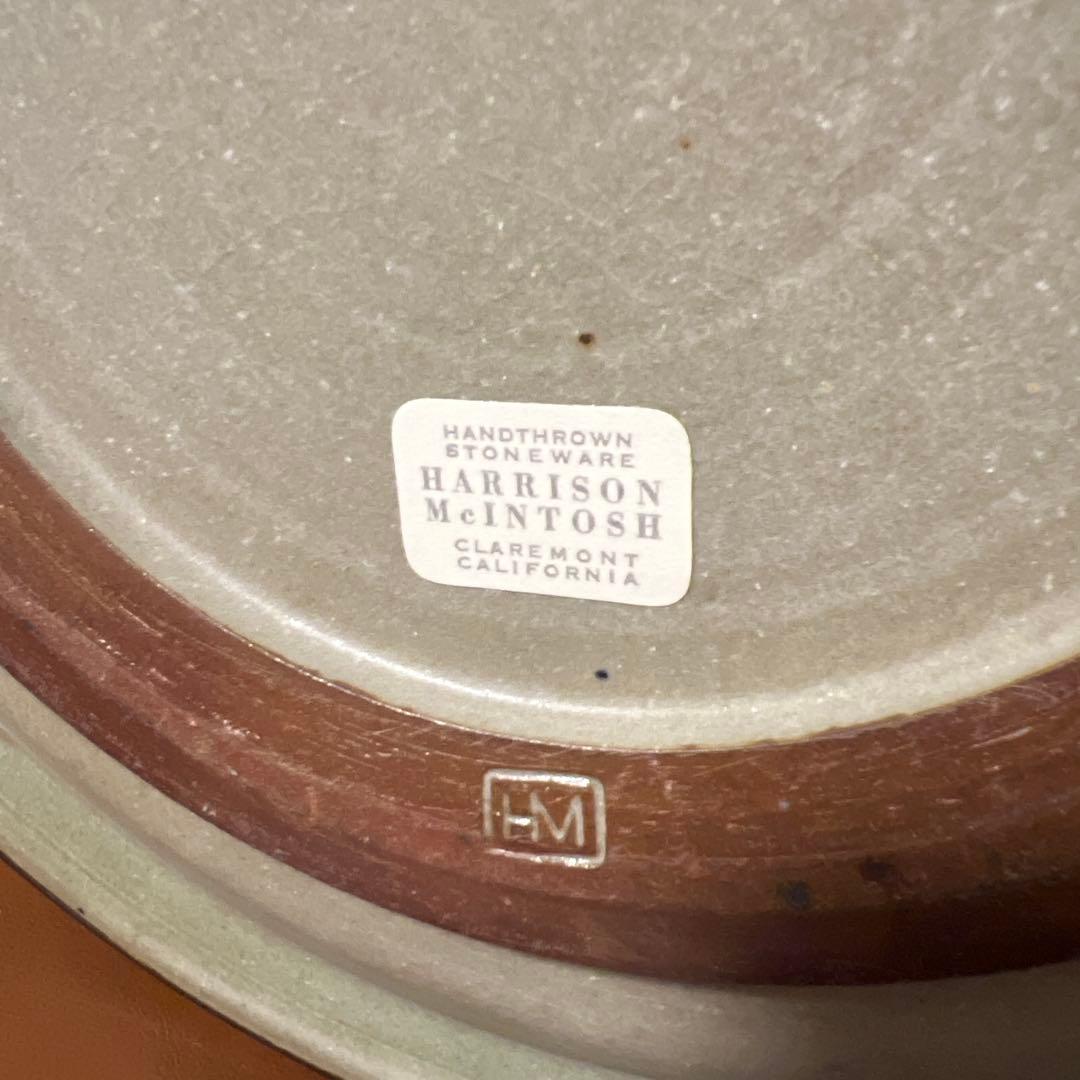 HANDTHROWN
STONEWARE
HARRISON
McINTOSH
CLAREMONT
CALIFORNIA
HM